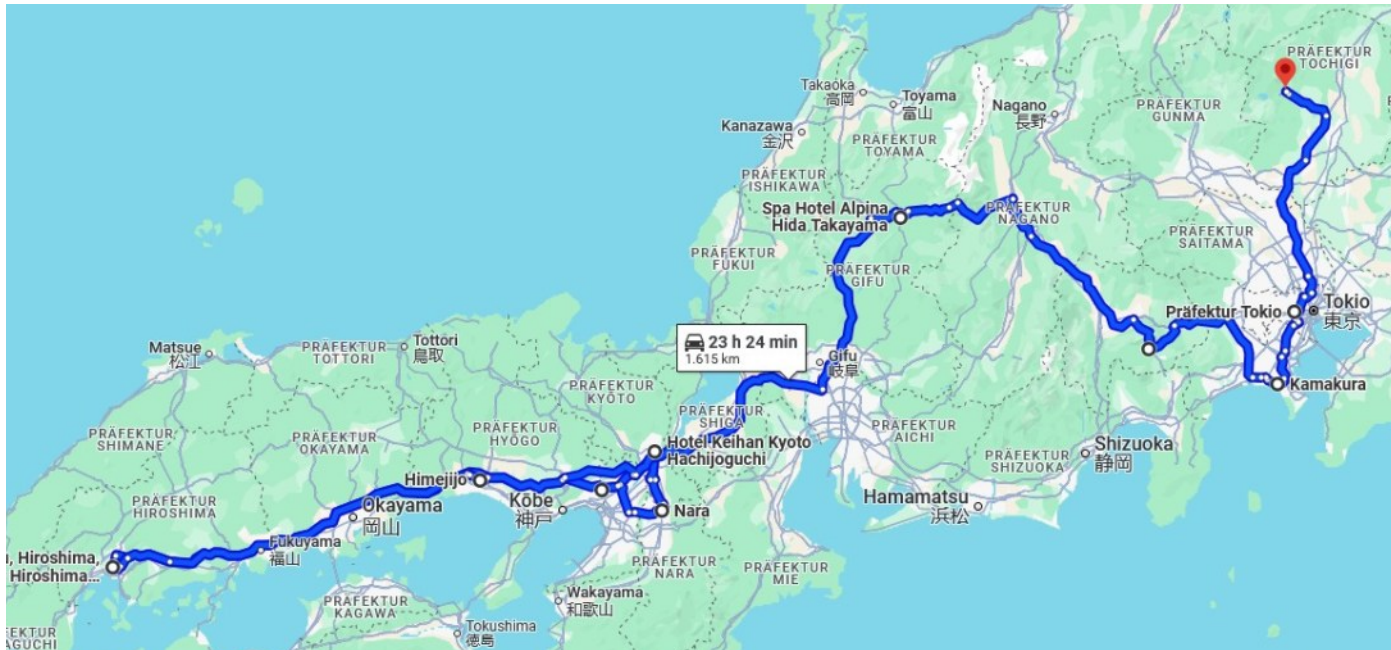 PRÄFEKTUR
TOCHIGI
Takaoka
高岡
Toyama
富山
Nagano
長野
PRÄFEKTUR
GUNMA
Kanazawa
金沢
PRÄFEKTUR
TOYAMA
PRÄFEKTUR
ISHIKAWA
Spa Hotel Alpina
Hida Takayama
PRÄFEKTUR
NAGANO
PRÄFEKTUR
SAITAMA
PRÄFEKTUR
FUKUI
PRÄFEKTUR
GIFU
Präfektur Tokio
Tokio
東京
Matsue
松江
PRÄFEKTUR
TOTTORI
Tottori
鳥取
23 h 24 min
1.615 km
Gifu
岐阜
Kamakura
PRÄFEKTUR
KYŌTO
PRÄFEKTUR
SHIGA
PRÄFEKTUR
AICHI
PRÄFEKTUR
SHIZUOKA
Shizuoka
静岡
PRÄFEKTUR
SHIMANE
PRÄFEKTUR
OKAYAMA
PRÄFEKTUR
HYŌGO
Hotel Keihan Kyoto
Hachijoguchi
Himejijo
Hamamatsu
浜松
PRÄFEKTUR
HIROSHIMA
Okayama
岡山
Kōbe
神戸
Nara
Fukuyama
福山
, Hiroshima,
Hiroshima...
PRÄFEKTUR
NARA
PRÄFEKTUR
MIE
PRÄFEKTUR
KAGAWA
Wakayama
和歌山
Tokushima
徳島
FEKTUR
AGUCHI